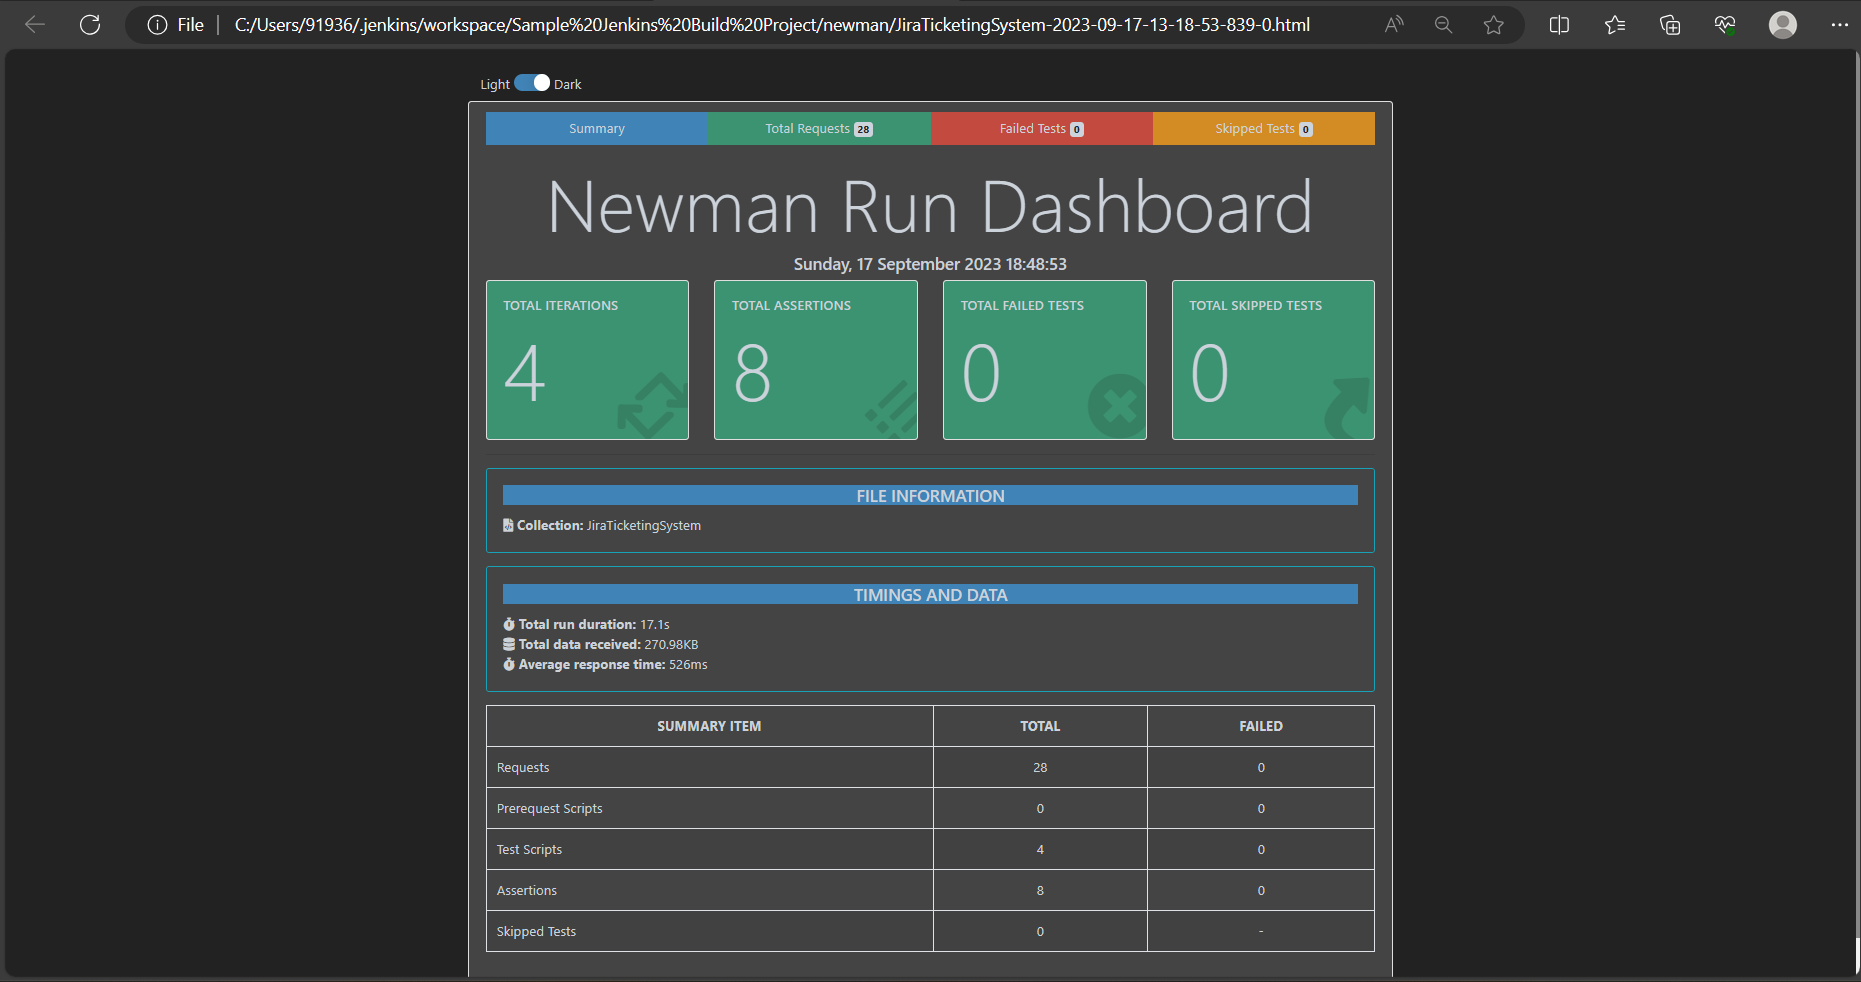 File
C:/Users/91936/.jenkins/workspace/Sample%20Jenkins%20Build%20Project/newman/JiraTicketingSystem-2023-09-17-13-18-53-839-0.html
Light Dark
Summary Total Requests 28 Failed Tests 0 Skipped Tests 0
Newman Run Dashboard
Sunday, 17 September 2023 18:48:53
TOTAL ITERATIONS
4
TOTAL ASSERTIONS
8
TOTAL FAILED TESTS
0
TOTAL SKIPPED TESTS
0
FILE INFORMATION
Collection: JiraTicketingSystem
TIMINGS AND DATA
Total run duration: 17.1s
Total data received: 270.98KB
Average response time: 526ms
SUMMARY ITEM TOTAL FAILED
Requests 28 0
Prerequest Scripts 0 0
Test Scripts 4 0
Assertions 8 0
Skipped Tests 0 -